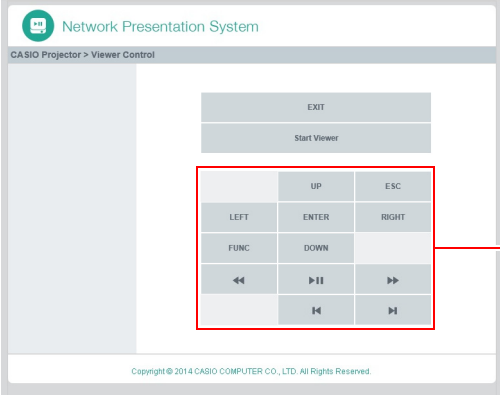 Network Presentation System
CASIO Projector > Viewer Control
EXIT
Start Viewer
UP ESC
LEFT ENTER RIGHT
FUNC DOWN
Copyright © 2014 CASIO COMPUTER CO., LTD. All Rights Reserved.